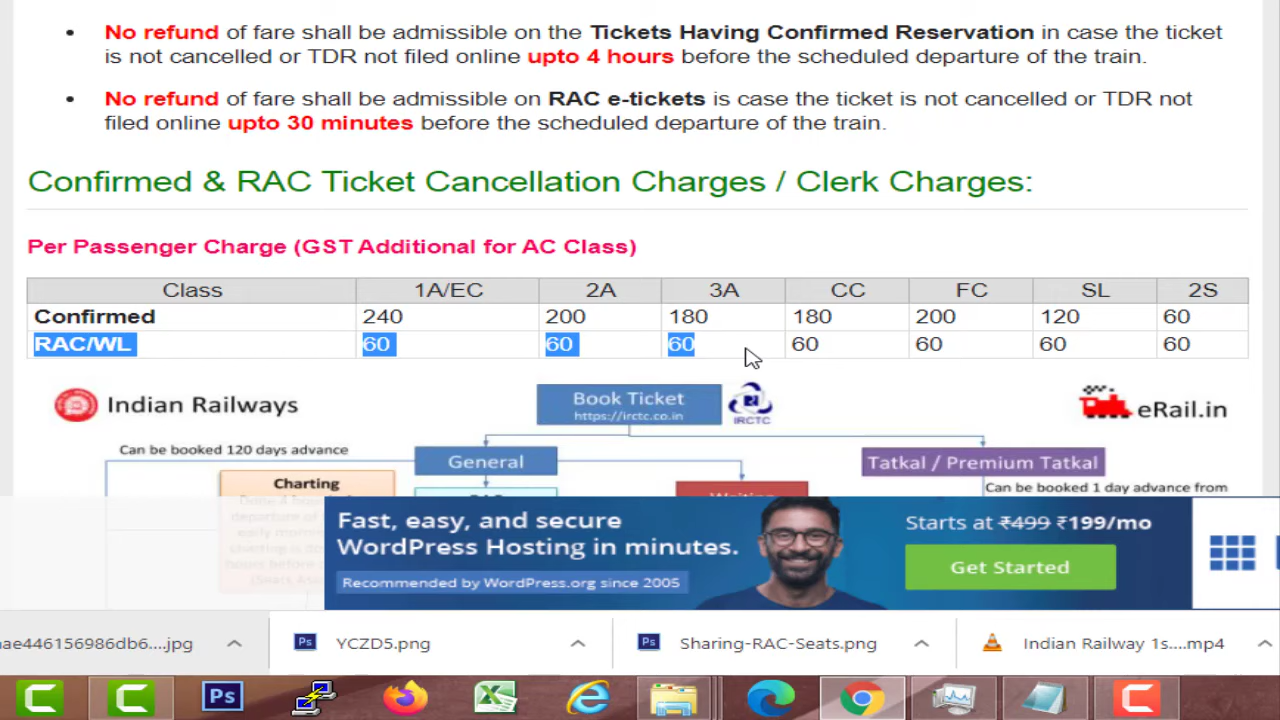 No refund of fare shall be admissible on the Tickets Having Confirmed Reservation in case the ticket
is not cancelled or TDR not filed online upto 4 hours before the scheduled departure of the train.
No refund of fare shall be admissible on RAC e-tickets is case the ticket is not cancelled or TDR not
filed online upto 30 minutes before the scheduled departure of the train.
Confirmed & RAC Ticket Cancellation Charges / Clerk Charges:
Per Passenger Charge (GST Additional for AC Class)
Class 1A/EC 2A 3A CC FC SL 2S
Confirmed 240 200 180 180 200 120 60
RAC/WL 60 60 60 60 60 60 60
Indian Railways
Book Ticket
https://irctc.co.in
IRCTC
eRail.in
Can be booked 120 days advance
General
Tatkal / Premium Tatkal
Charting
Waiting
Can be booked 1 day advance from
Fast, easy, and secure
WordPress Hosting in minutes.
Recommended by WordPress.org since 2005
Starts at ₹499 ₹199/mo
Get Started
ae446156986db6....jpg
YCZD5.png
Sharing-RAC-Seats.png
Indian Railway 1s....mp4